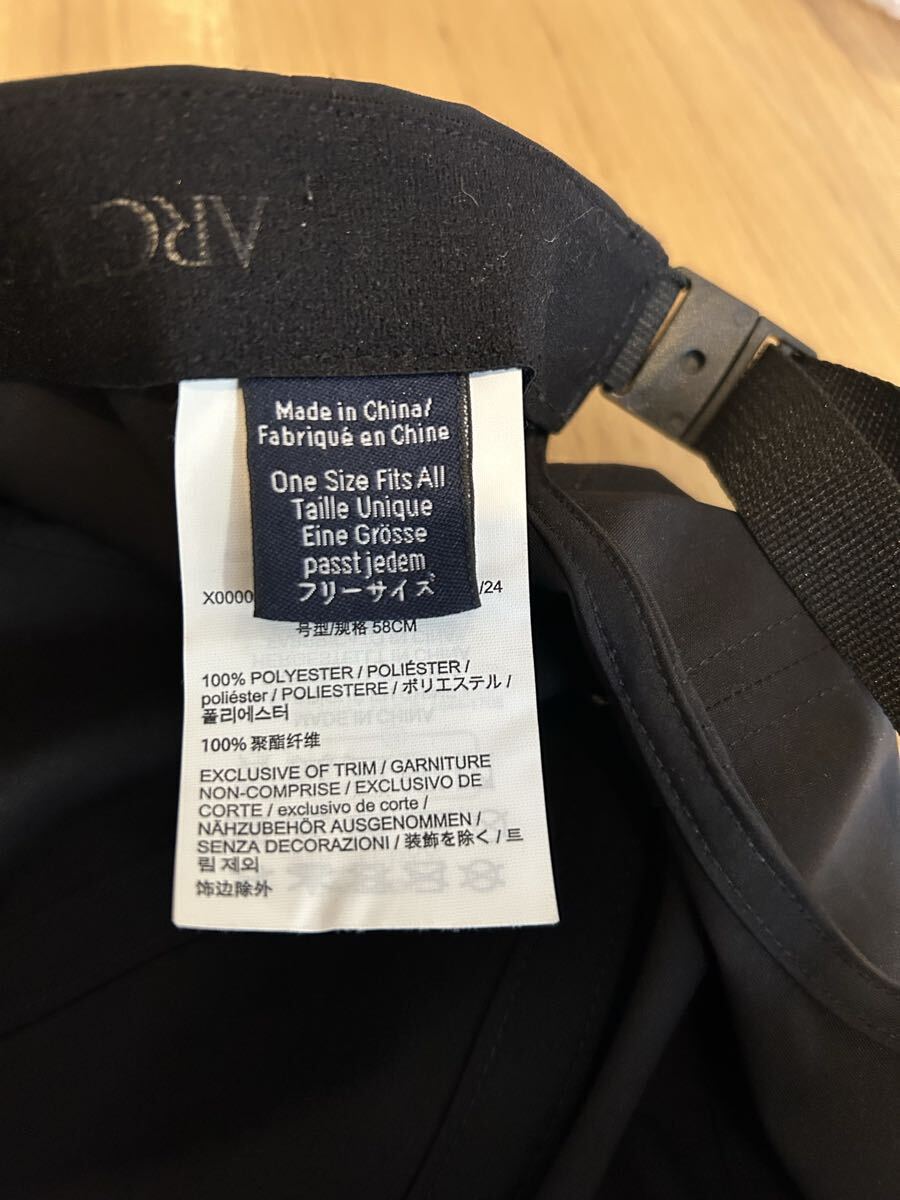 ARC
Made in China/
Fabriqué en Chine
One Size Fits All
Taille Unique
Eine Grösse
passt jedem
フリーサイズ
X0000 /24
号型/规格 58CM
100% POLYESTER / POLIÉSTER /
poliéster / POLIESTERE / ポリエステル /
폴리에스터
100% 聚酯纤维
EXCLUSIVE OF TRIM / GARNITURE
NON-COMPRISE / EXCLUSIVO DE
CORTE / exclusivo de corte /
NÄHZUBEHÖR AUSGENOMMEN /
SENZA DECORAZIONI / 装飾を除く / 트
림 제외
饰边除外
MADE IN CHINA